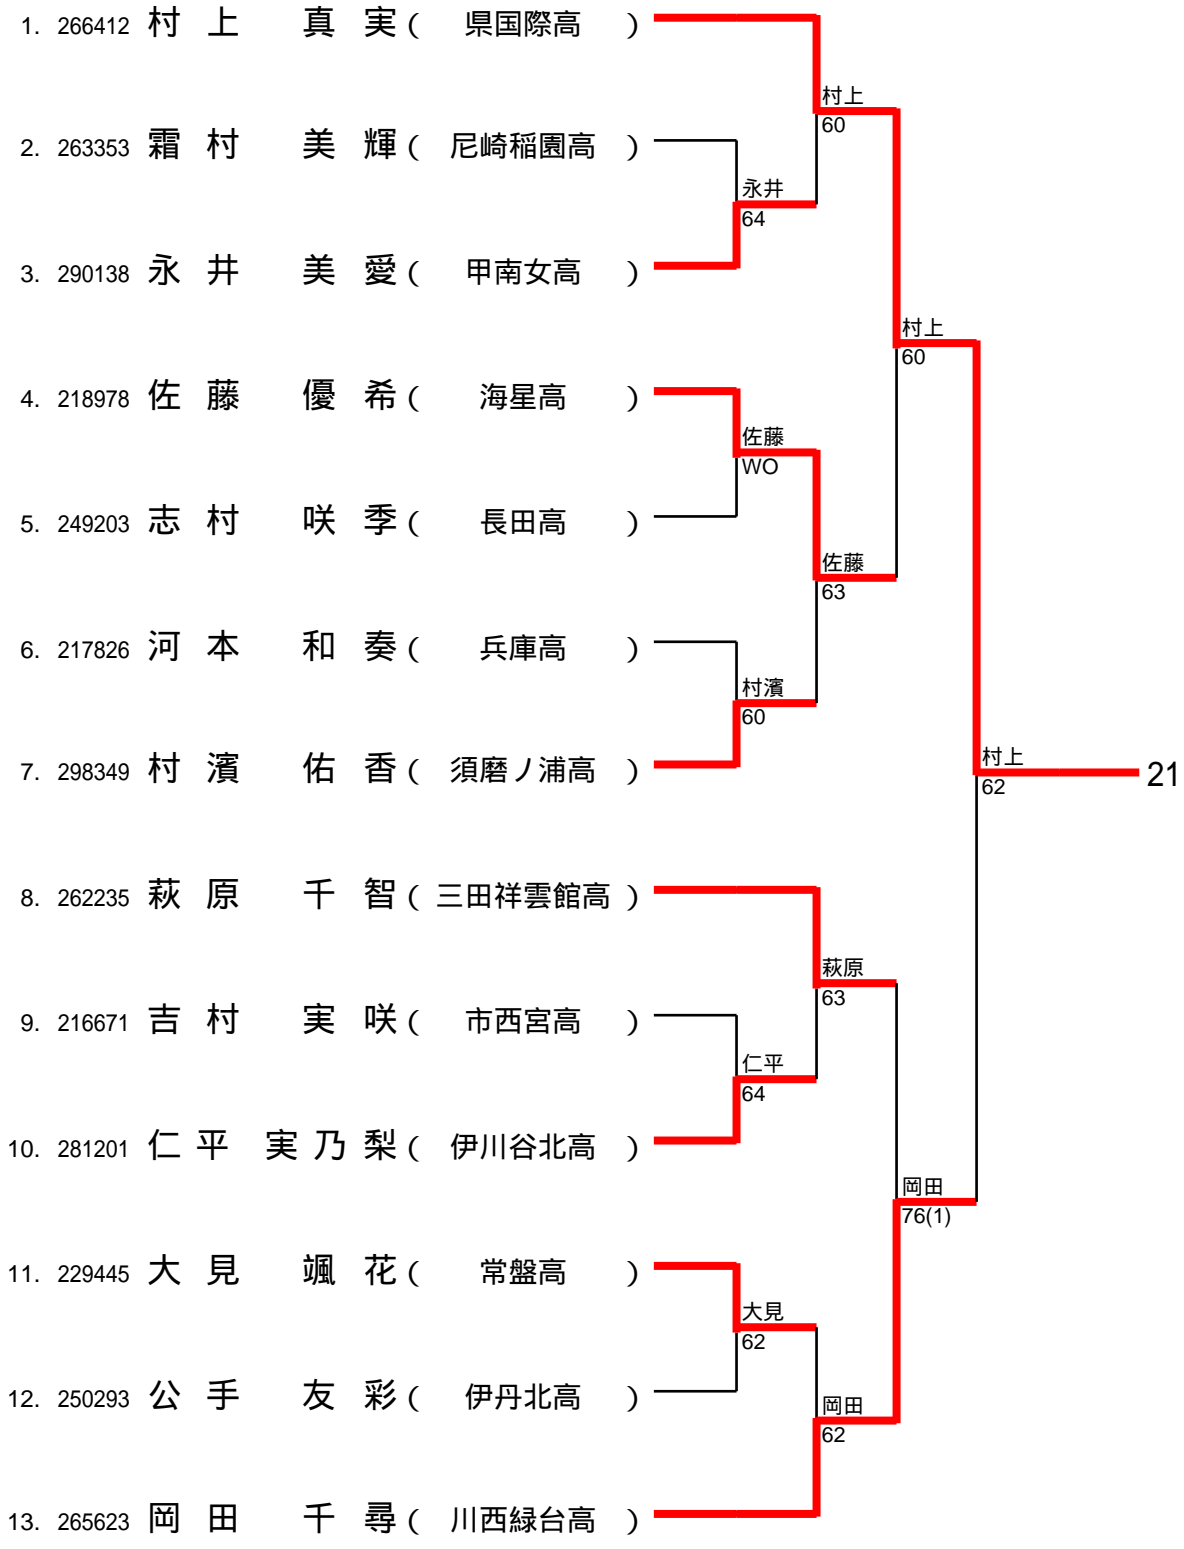 1. 266412 村上 真実 ( 県国際高 )
村上
60
2. 263353 霜村 美輝 ( 尼崎稲園高 )
永井
64
3. 290138 永井 美愛 ( 甲南女高 )
村上
60
4. 218978 佐藤 優希 ( 海星高 )
佐藤
WO
5. 249203 志村 咲季 ( 長田高 )
佐藤
63
6. 217826 河本 和奏 ( 兵庫高 )
村濱
60
7. 298349 村濱 佑香 ( 須磨ノ浦高 )
村上
62
21
8. 262235 萩原 千智 ( 三田祥雲館高 )
萩原
63
9. 216671 吉村 実咲 ( 市西宮高 )
仁平
64
10. 281201 仁平 実乃梨 ( 伊川谷北高 )
岡田
76(1)
11. 229445 大見 颯花 ( 常盤高 )
大見
62
12. 250293 公手 友彩 ( 伊丹北高 )
岡田
62
13. 265623 岡田 千尋 ( 川西緑台高 )